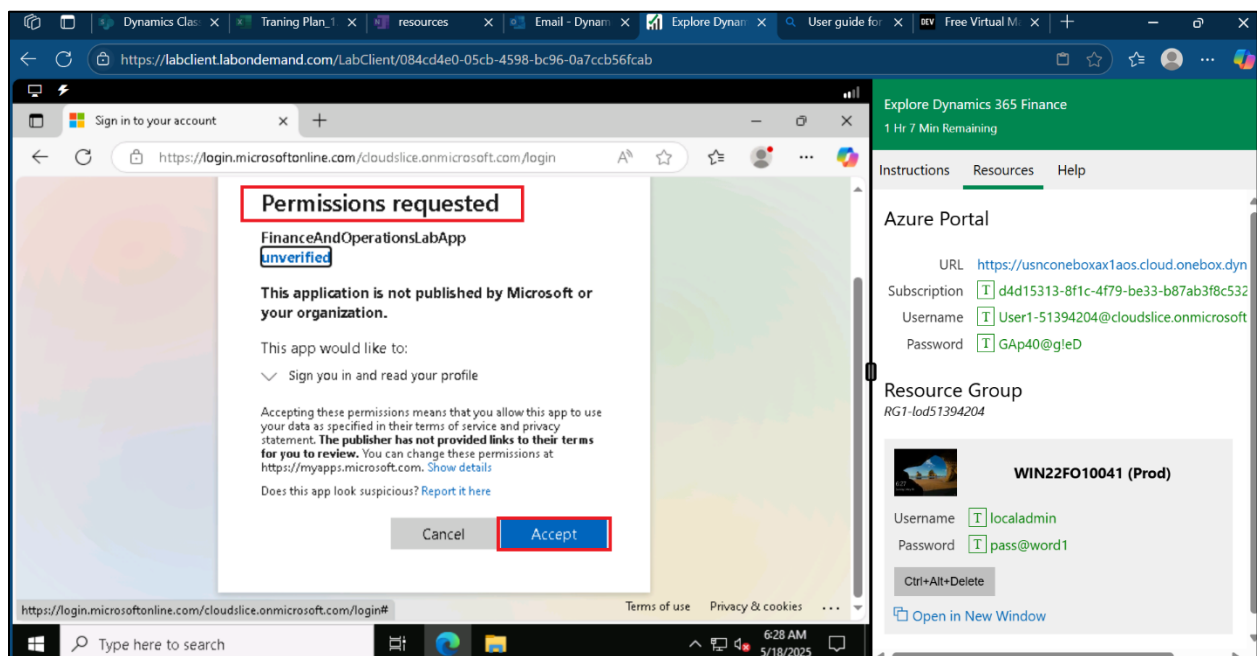 Dynamics Clas
Traning Plan_1
resources
Email - Dynam
Explore Dynam
User guide for
DEV
Free Virtual M
https://labclient.labondemand.com/LabClient/084cd4e0-05cb-4598-bc96-0a7ccb56fcab
Sign in to your account
https://login.microsoftonline.com/cloudslice.onmicrosoft.com/login
Permissions requested
FinanceAndOperationsLabApp
unverified
This application is not published by Microsoft or
your organization.
This app would like to:
Sign you in and read your profile
Accepting these permissions means that you allow this app to use
your data as specified in their terms of service and privacy
statement. The publisher has not provided links to their terms
for you to review. You can change these permissions at
https://myapps.microsoft.com. Show details
Does this app look suspicious? Report it here
Cancel
Accept
https://login.microsoftonline.com/cloudslice.onmicrosoft.com/login#
Terms of use Privacy & cookies ...
Type here to search
6:28 AM
5/18/2025
Explore Dynamics 365 Finance
1 Hr 7 Min Remaining
Instructions Resources Help
Azure Portal
URL https://usnconeboxax1aos.cloud.onebox.dyn
Subscription T d4d15313-8f1c-4f79-be33-b87ab3f8c532
Username T User1-51394204@cloudslice.onmicrosoft
Password T GAp40@g!eD
Resource Group
RG1-lod51394204
WIN22FO10041 (Prod)
Username T localadmin
Password T pass@word1
Ctrl+Alt+Delete
Open in New Window